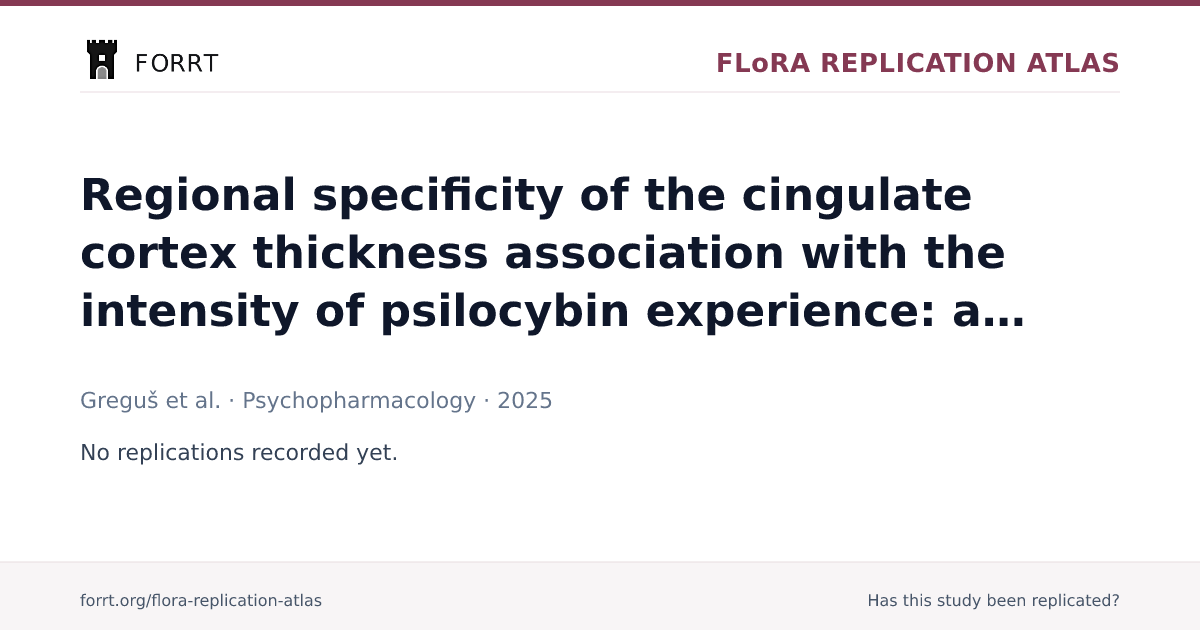 FORRT
FLoRA REPLICATION ATLAS
Regional specificity of the cingulate
cortex thickness association with the
intensity of psilocybin experience: a…
Greguš et al. · Psychopharmacology · 2025
No replications recorded yet.
forrt.org/flora-replication-atlas
Has this study been replicated?